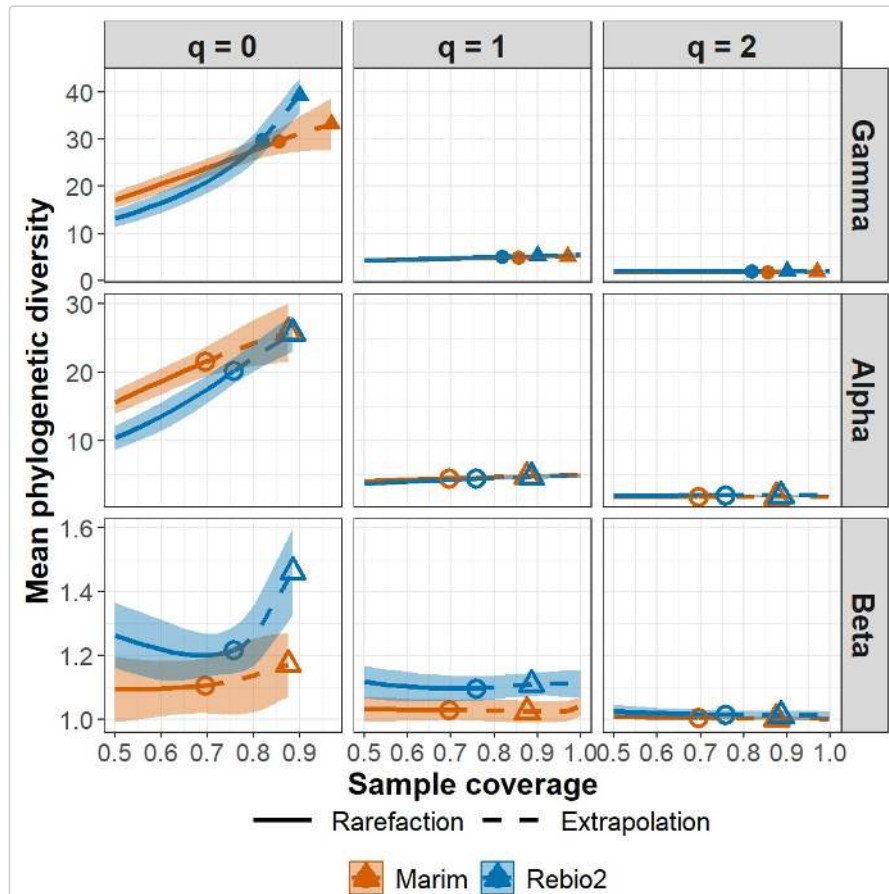 q = 0 q = 1 q = 2
Mean phylogenetic diversity
40
30
20
10
0
Gamma
30
20
10
Alpha
1.6
1.4
1.2
1.0
Beta
0.5 0.6 0.7 0.8 0.9 0.5 0.6 0.7 0.8 0.9 1.0 0.5 0.6 0.7 0.8 0.9 1.0
Sample coverage
Rarefaction Extrapolation
Marim Rebio2